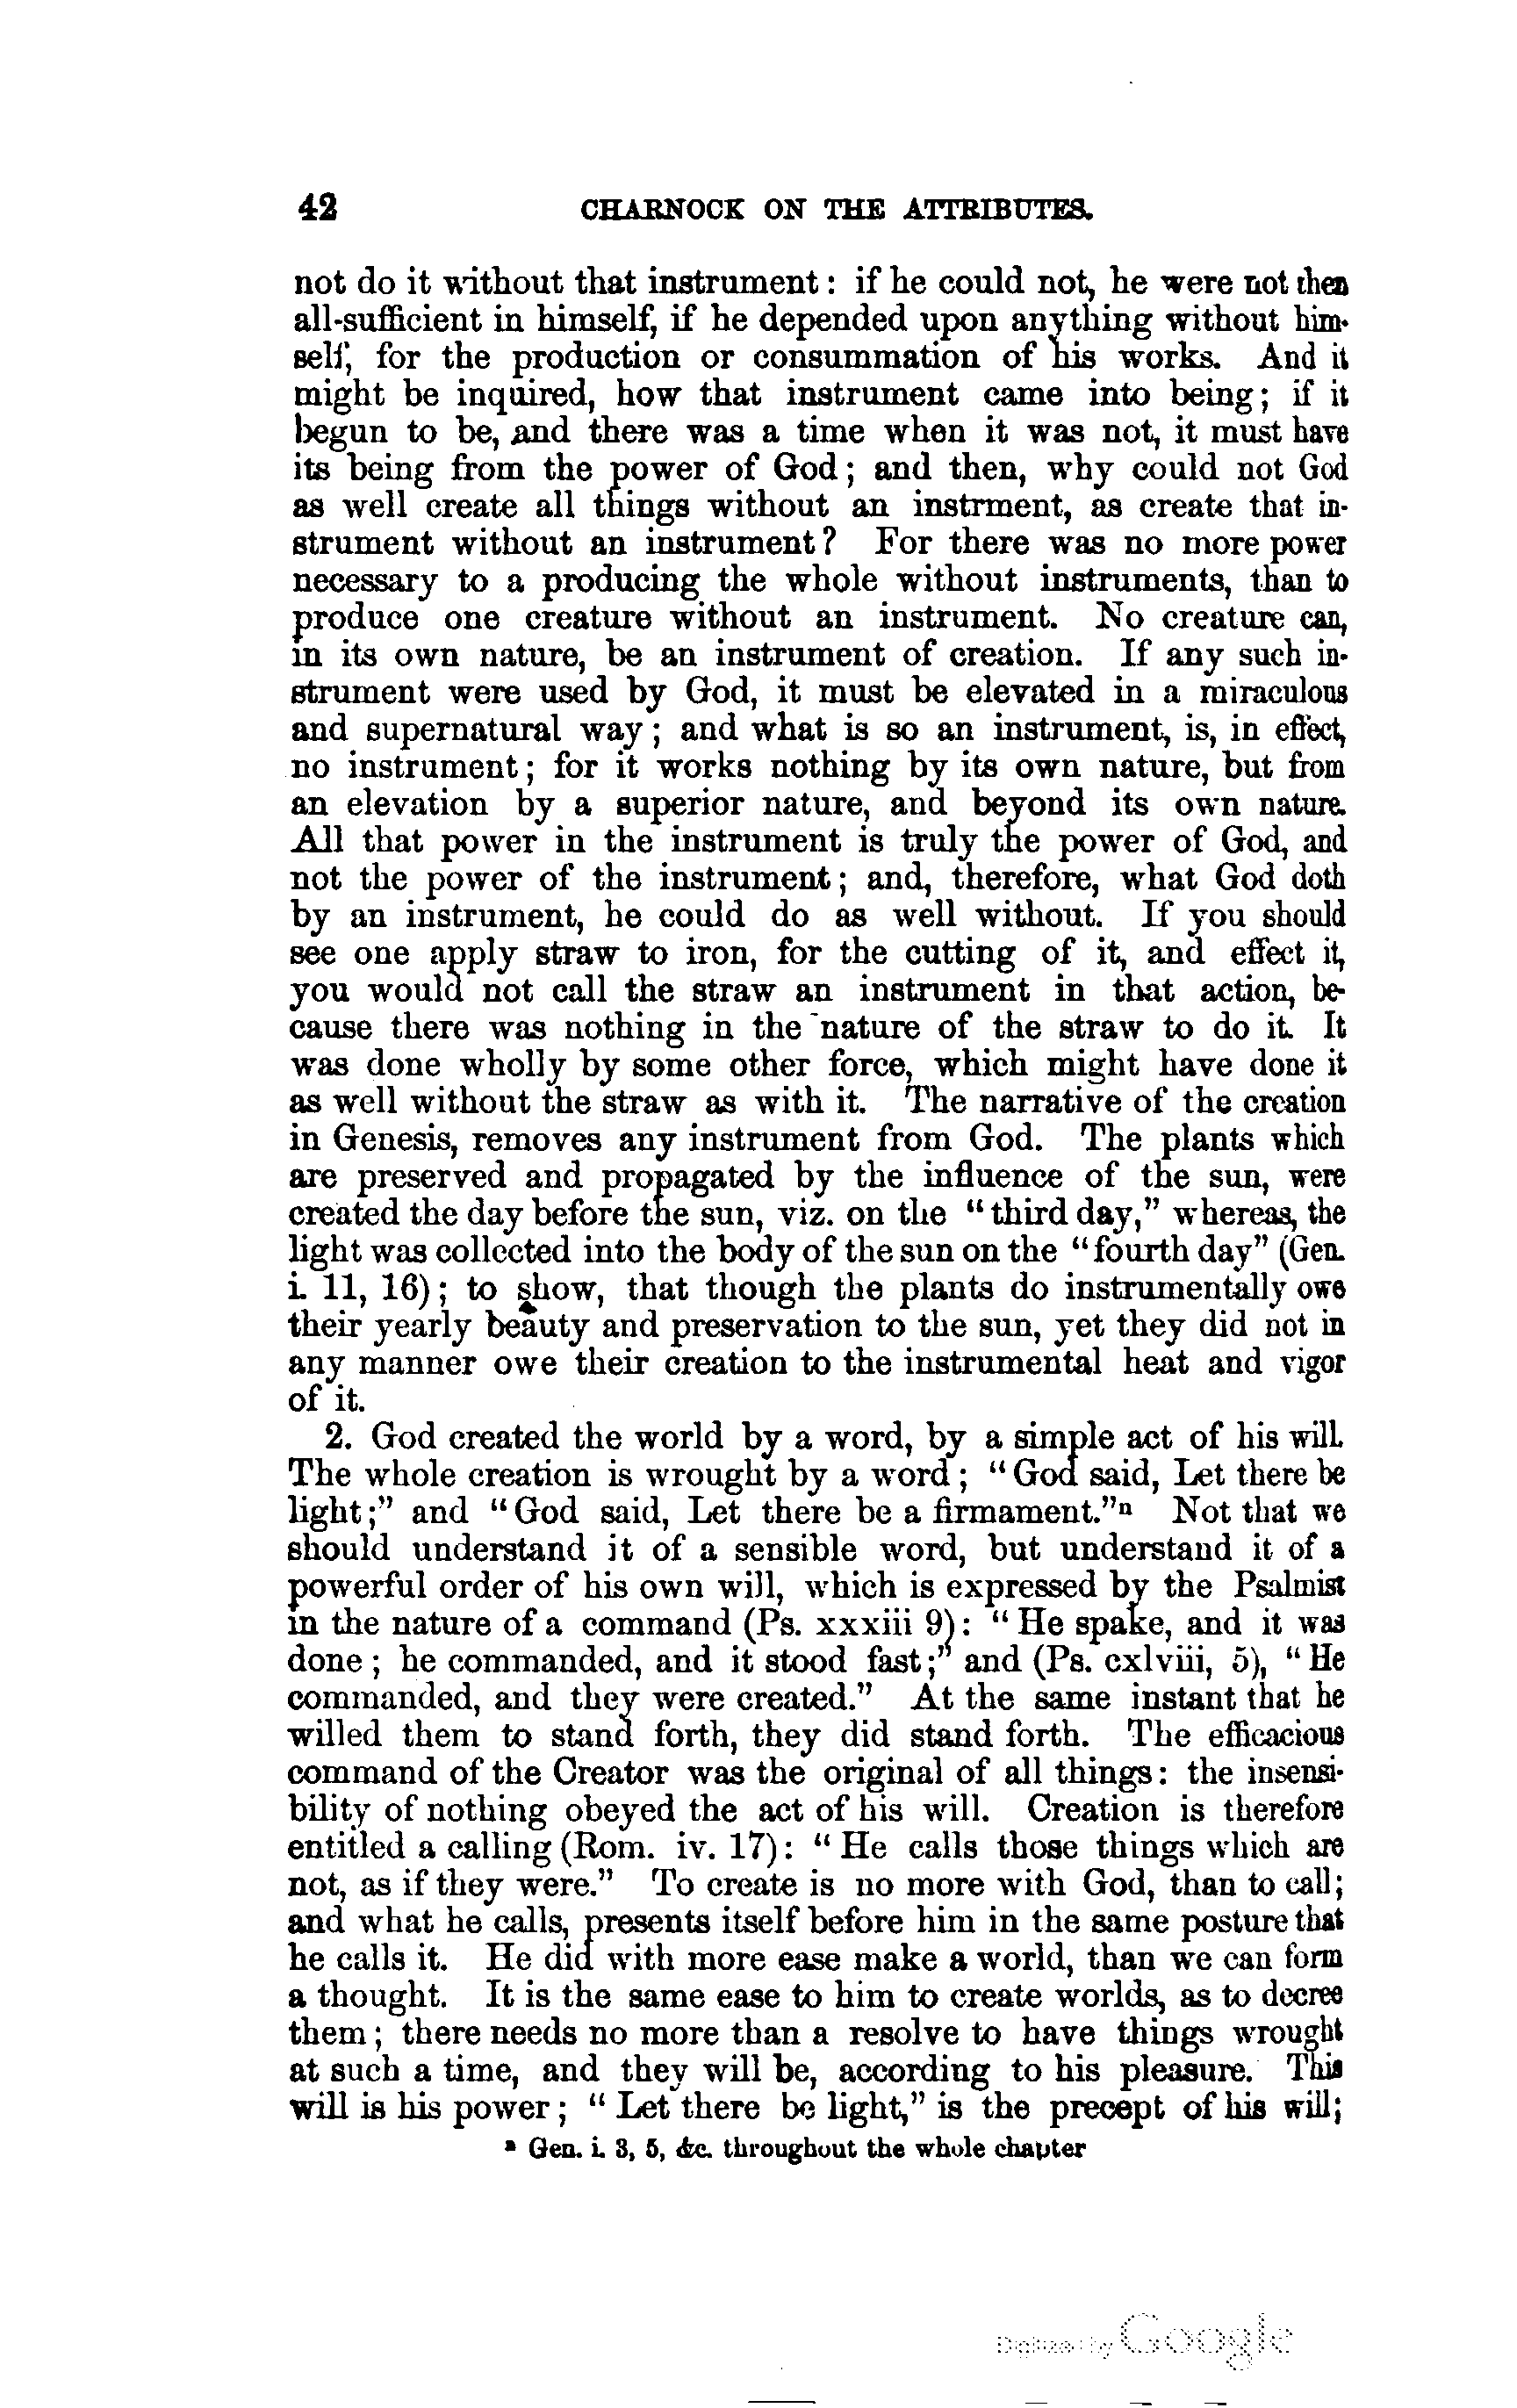 42 CHARNOCK ON THE ATTRIBUTES.
not do it without that instrument : if he could not, he were not then
all-sufficient in himself, if he depended upon anything without him-
self, for the production or consummation of his works. And it
might be inquired, how that instrument came into being; if it
begun to be, and there was a time when it was not, it must have
its being from the power of God; and then, why could not God
as well create all things without an instrment, as create that in-
strument without an instrument? For there was no more power
necessary to a producing the whole without instruments, than to
produce one creature without an instrument. No creature can,
in its own nature, be an instrument of creation. If any such in-
strument were used by God, it must be elevated in a miraculous
and supernatural way; and what is so an instrument, is, in effect,
no instrument; for it works nothing by its own nature, but from
an elevation by a superior nature, and beyond its own nature.
All that power in the instrument is truly the power of God, and
not the power of the instrument; and, therefore, what God doth
by an instrument, he could do as well without. If you should
see one apply straw to iron, for the cutting of it, and effect it,
you would not call the straw an instrument in that action, be-
cause there was nothing in the nature of the straw to do it. It
was done wholly by some other force, which might have done it
as well without the straw as with it. The narrative of the creation
in Genesis, removes any instrument from God. The plants which
are preserved and propagated by the influence of the sun, were
created the day before the sun, viz. on the "third day," whereas, the
light was collected into the body of the sun on the "fourth day" (Gen.
i. 11, 16); to show, that though the plants do instrumentally owe
their yearly beauty and preservation to the sun, yet they did not in
any manner owe their creation to the instrumental heat and vigor
of it.
2. God created the world by a word, by a simple act of his will.
The whole creation is wrought by a word; "God said, Let there be
light;" and "God said, Let there be a firmament."n Not that we
should understand it of a sensible word, but understand it of a
powerful order of his own will, which is expressed by the Psalmist
in the nature of a command (Ps. xxxiii 9): "He spake, and it was
done; he commanded, and it stood fast;" and (Ps. cxlviii, 5), "He
commanded, and they were created." At the same instant that he
willed them to stand forth, they did stand forth. The efficacious
command of the Creator was the original of all things: the insensi-
bility of nothing obeyed the act of his will. Creation is therefore
entitled a calling (Rom. iv. 17): "He calls those things which are
not, as if they were." To create is no more with God, than to call;
and what he calls, presents itself before him in the same posture that
he calls it. He did with more ease make a world, than we can form
a thought. It is the same ease to him to create worlds, as to decree
them; there needs no more than a resolve to have things wrought
at such a time, and they will be, according to his pleasure. This
will is his power; "Let there be light," is the precept of his will;
n Gen. i. 3, 5, &c. throughout the whole chapter
Digitized by Google